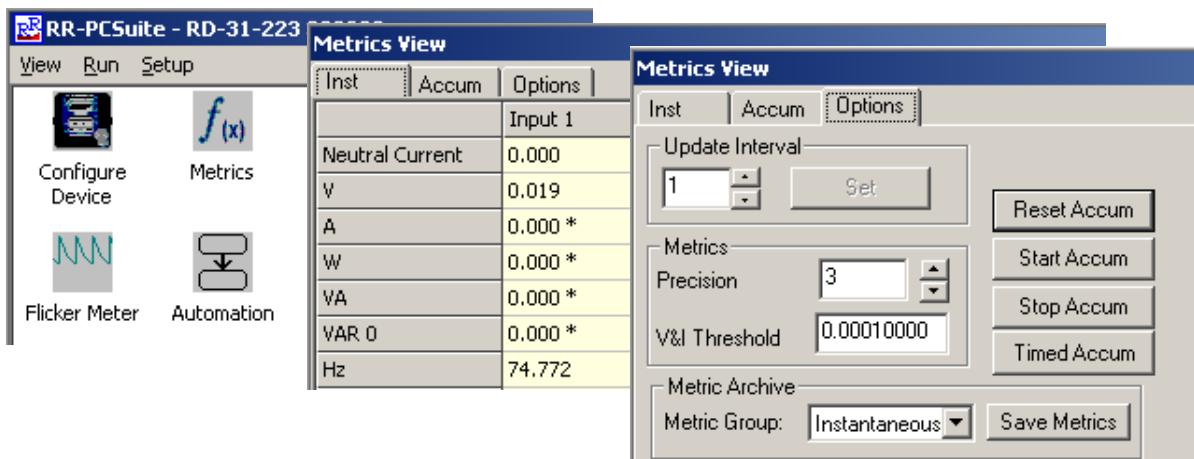 RR-PCSuite - RD-31-223
View Run Setup
Configure
Device
f(x)
Metrics
Flicker Meter
Automation
Metrics View
Inst Accum Options
Input 1
Neutral Current 0.000
V 0.019
A 0.000 *
W 0.000 *
VA 0.000 *
VAR 0 0.000 *
Hz 74.772
Metrics View
Inst Accum Options
Update Interval
1 Set
Metrics
Precision 3
V&I Threshold 0.00010000
Reset Accum
Start Accum
Stop Accum
Timed Accum
Metric Archive
Metric Group: Instantaneous Save Metrics